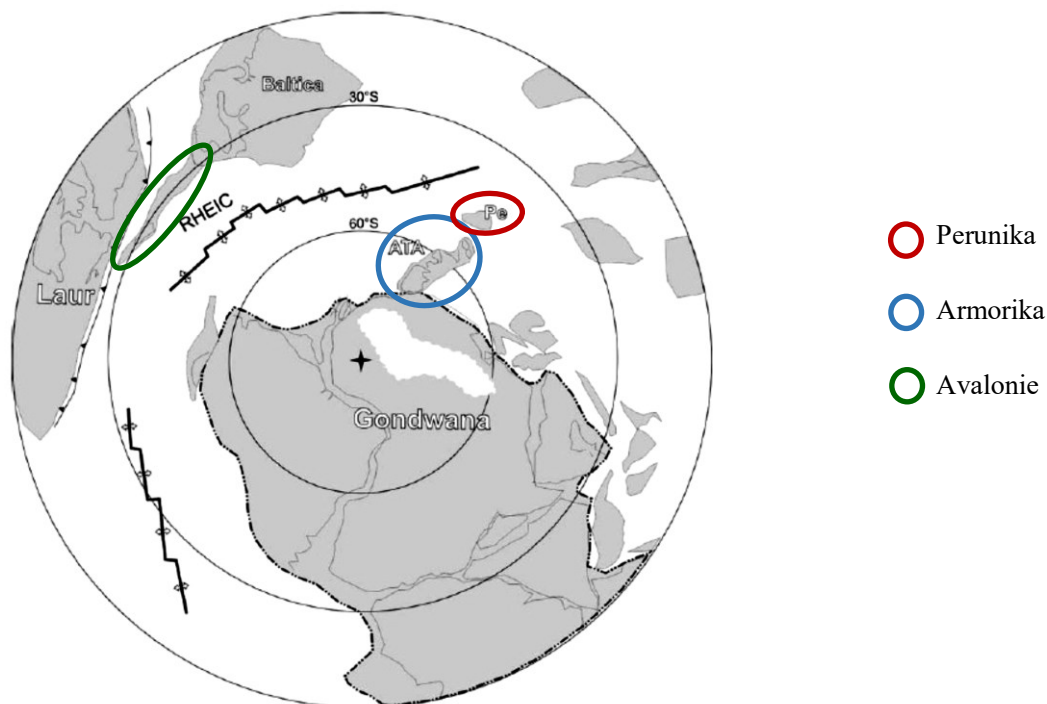 Baltica
30°S
RHEIC
Pe
60°S
ATA
Laur
Gondwana
Perunika
Armorika
Avalonie